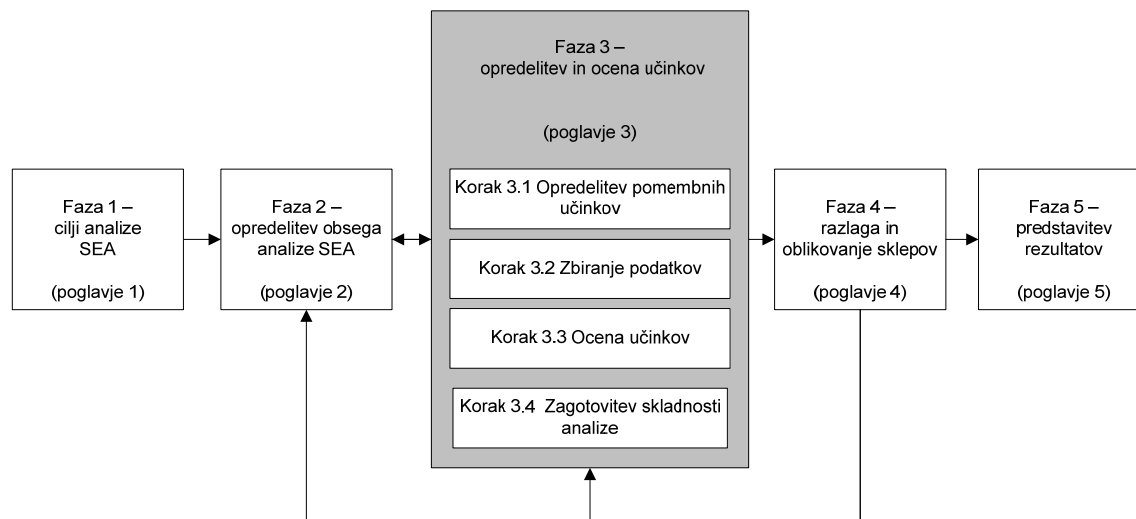 Faza 1 –
cilji analize
SEA
(poglavje 1)
Faza 2 –
opredelitev obsega
analize SEA
(poglavje 2)
Faza 3 –
opredelitev in ocena učinkov
(poglavje 3)
Korak 3.1 Opredelitev pomembnih
učinkov
Korak 3.2 Zbiranje podatkov
Korak 3.3 Ocena učinkov
Korak 3.4 Zagotovitev skladnosti
analize
Faza 4 –
razlaga in
oblikovanje sklepov
(poglavje 4)
Faza 5 –
predstavitev
rezultatov
(poglavje 5)